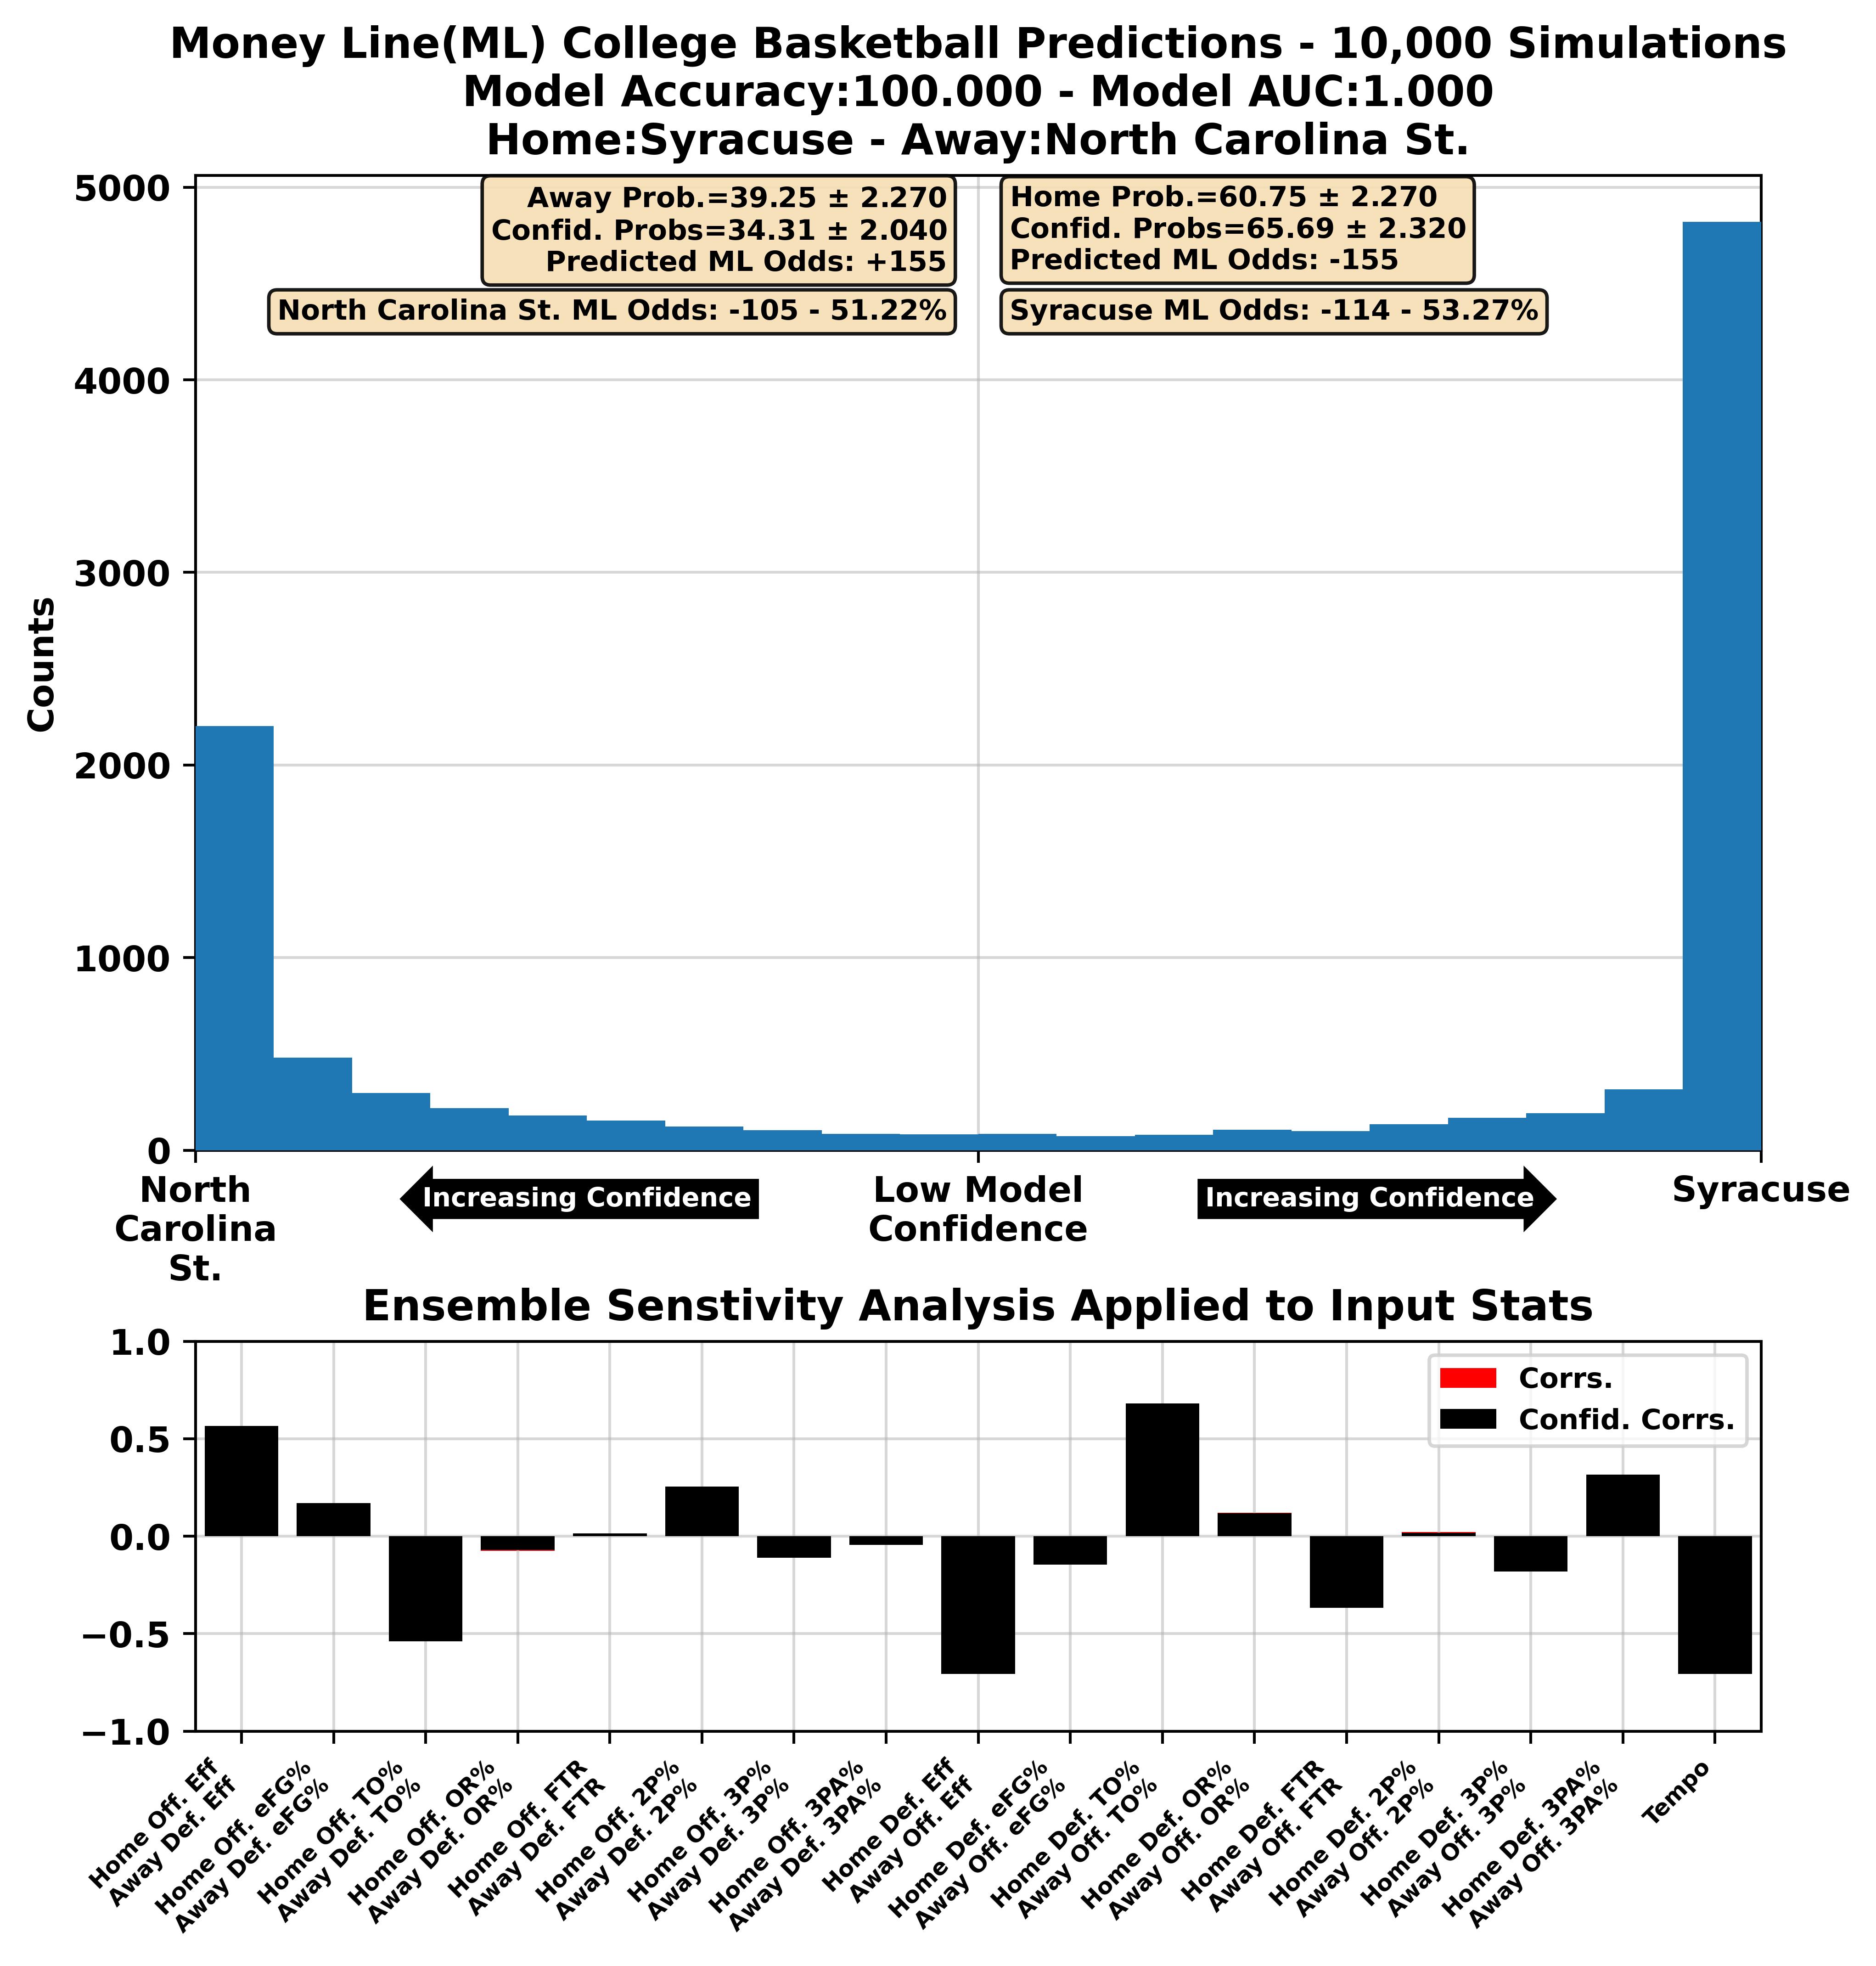 Money Line(ML) College Basketball Predictions - 10,000 Simulations
Model Accuracy:100.000 - Model AUC:1.000
Home:Syracuse - Away:North Carolina St.
Away Prob.=39.25 ± 2.270
Confid. Probs=34.31 ± 2.040
Predicted ML Odds: +155
North Carolina St. ML Odds: -105 - 51.22%
Home Prob.=60.75 ± 2.270
Confid. Probs=65.69 ± 2.320
Predicted ML Odds: -155
Syracuse ML Odds: -114 - 53.27%
5000
4000
3000
2000
1000
0
Counts
North
Carolina
St.
Increasing Confidence
Low Model
Confidence
Increasing Confidence
Syracuse
Ensemble Senstivity Analysis Applied to Input Stats
1.0
0.5
0.0
−0.5
−1.0
Corrs.
Confid. Corrs.
Home Off. Eff
Away Def. Eff
Home Off. eFG%
Away Def. eFG%
Home Off. TO%
Away Def. TO%
Home Off. OR%
Away Def. OR%
Home Off. FTR
Away Def. FTR
Home Off. 2P%
Away Def. 2P%
Home Off. 3P%
Away Def. 3P%
Home Off. 3PA%
Away Def. 3PA%
Home Def. Eff
Away Off. Eff
Home Def. eFG%
Away Off. eFG%
Home Def. TO%
Away Off. TO%
Home Def. OR%
Away Off. OR%
Home Def. FTR
Away Off. FTR
Home Def. 2P%
Away Off. 2P%
Home Def. 3P%
Away Off. 3P%
Home Def. 3PA%
Away Off. 3PA%
Tempo